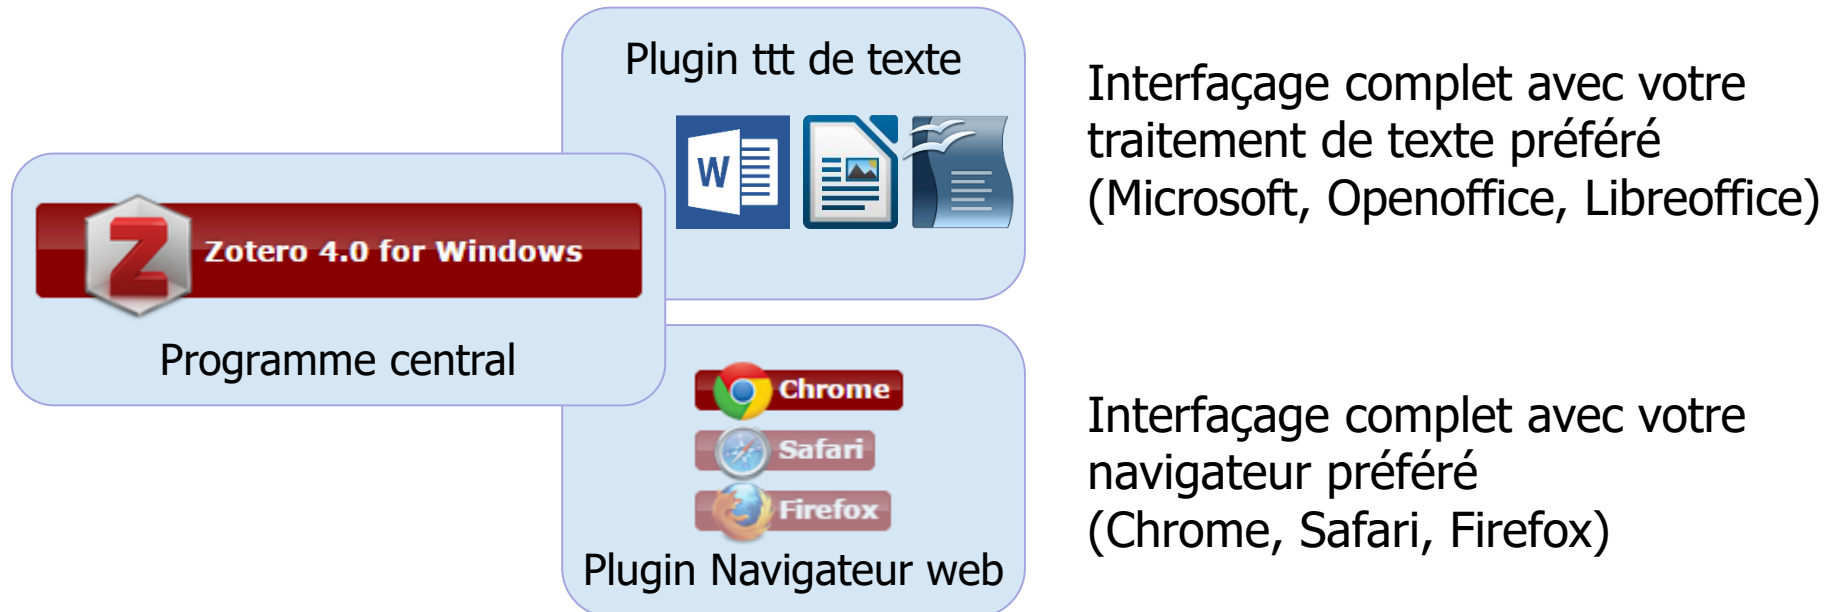 Plugin ttt de texte
W
Interfaçage complet avec votre
traitement de texte préféré
(Microsoft, Openoffice, Libreoffice)
Z
Zotero 4.0 for Windows
Programme central
Chrome
Safari
Firefox
Plugin Navigateur web
Interfaçage complet avec votre
navigateur préféré
(Chrome, Safari, Firefox)